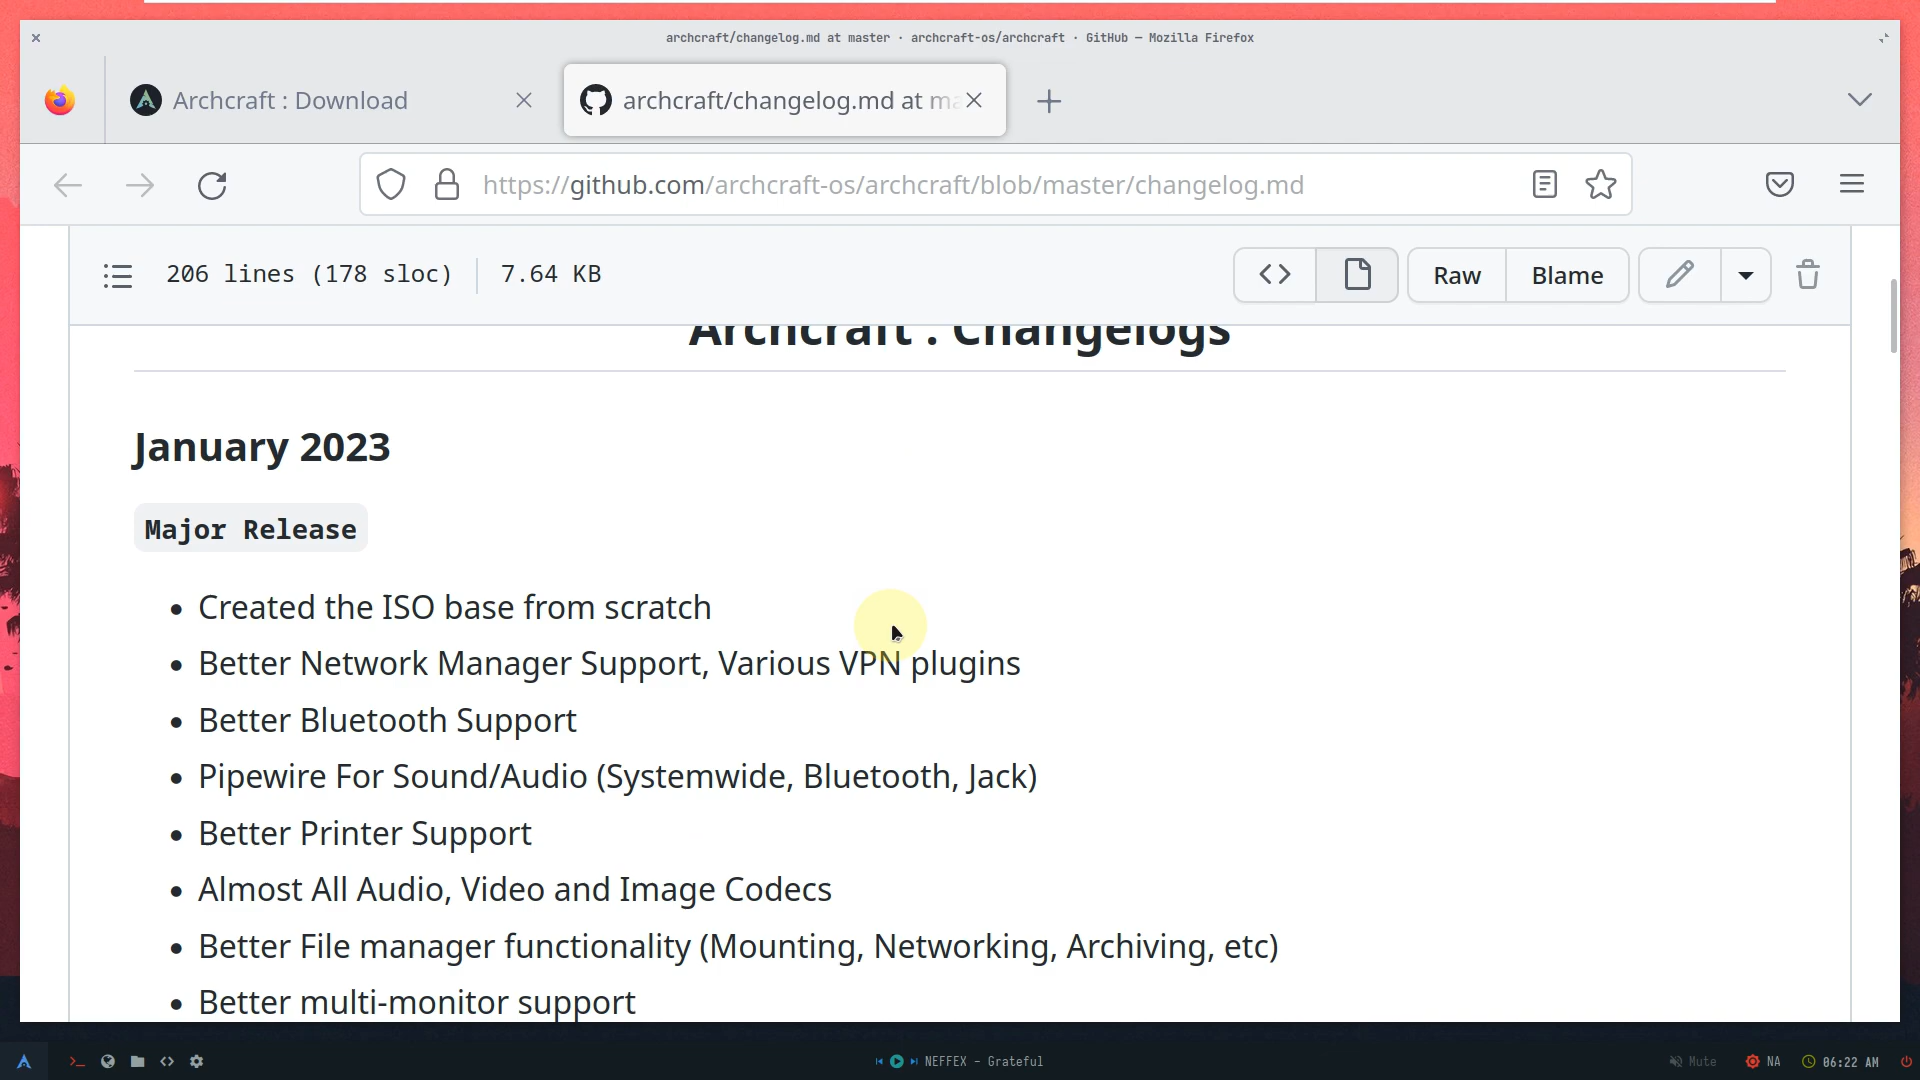 archcraft/changelog.md at master · archcraft-os/archcraft · GitHub — Mozilla Firefox
Archcraft : Download
archcraft/changelog.md at ma
https://github.com/archcraft-os/archcraft/blob/master/changelog.md
206 lines (178 sloc)
7.64 KB
Raw
Blame
Archcraft : Changelogs
January 2023
Major Release
• Created the ISO base from scratch
• Better Network Manager Support, Various VPN plugins
• Better Bluetooth Support
• Pipewire For Sound/Audio (Systemwide, Bluetooth, Jack)
• Better Printer Support
• Almost All Audio, Video and Image Codecs
• Better File manager functionality (Mounting, Networking, Archiving, etc)
• Better multi-monitor support
NEFFEX - Grateful
Mute
NA
06:22 AM